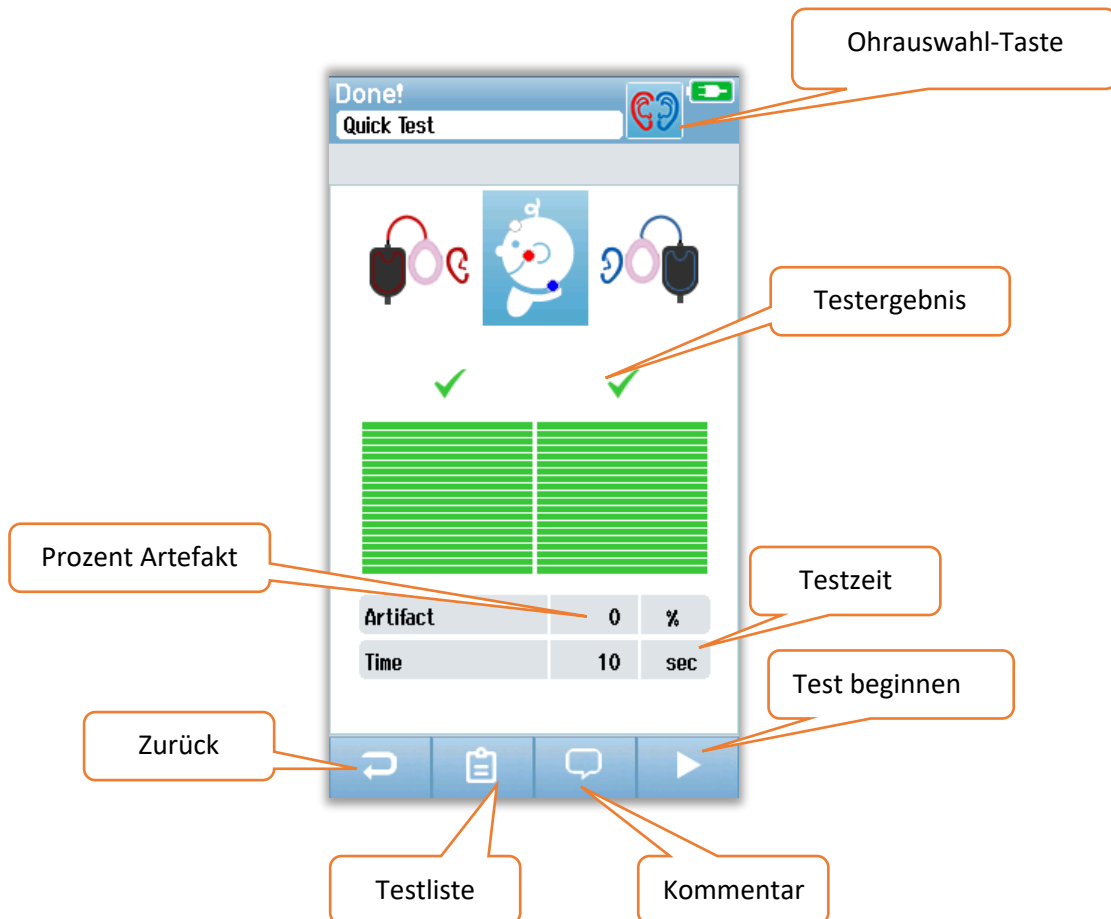 Ohrauswahl-Taste
Done!
Quick Test
Testergebnis
Prozent Artefakt
Testzeit
Artifact 0 %
Time 10 sec
Test beginnen
Zurück
Testliste
Kommentar